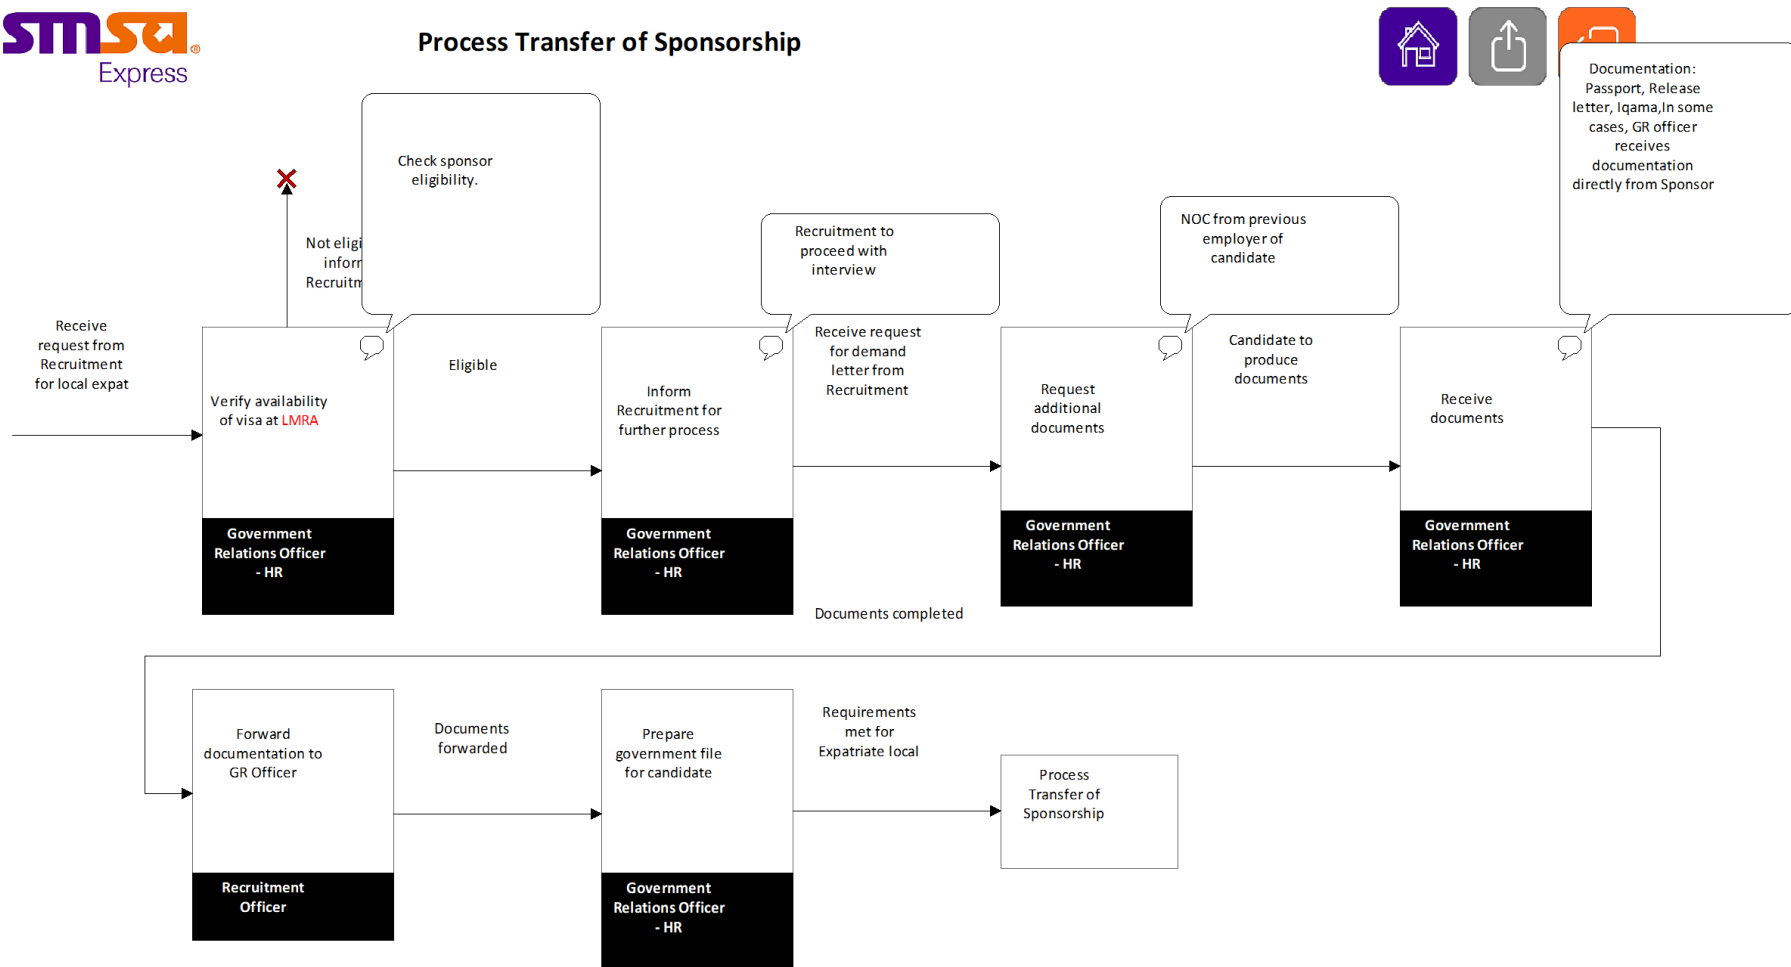 smsa®
Express
Process Transfer of Sponsorship
Documentation:
Passport, Release
letter, Iqama,In some
cases, GR officer
receives
documentation
directly from Sponsor
Check sponsor
eligibility.
NOC from previous
employer of
candidate
Recruitment to
proceed with
interview
Not eligi
infor
Recruit
Receive
request from
Recruitment
for local expat
Verify availability
of visa at LMRA
Government
Relations Officer
- HR
Eligible
Inform
Recruitment for
further process
Government
Relations Officer
- HR
Receive request
for demand
letter from
Recruitment
Request
additional
documents
Government
Relations Officer
- HR
Candidate to
produce
documents
Receive
documents
Government
Relations Officer
- HR
Documents completed
Forward
documentation to
GR Officer
Recruitment
Officer
Documents
forwarded
Prepare
government file
for candidate
Government
Relations Officer
- HR
Requirements
met for
Expatriate local
Process
Transfer of
Sponsorship